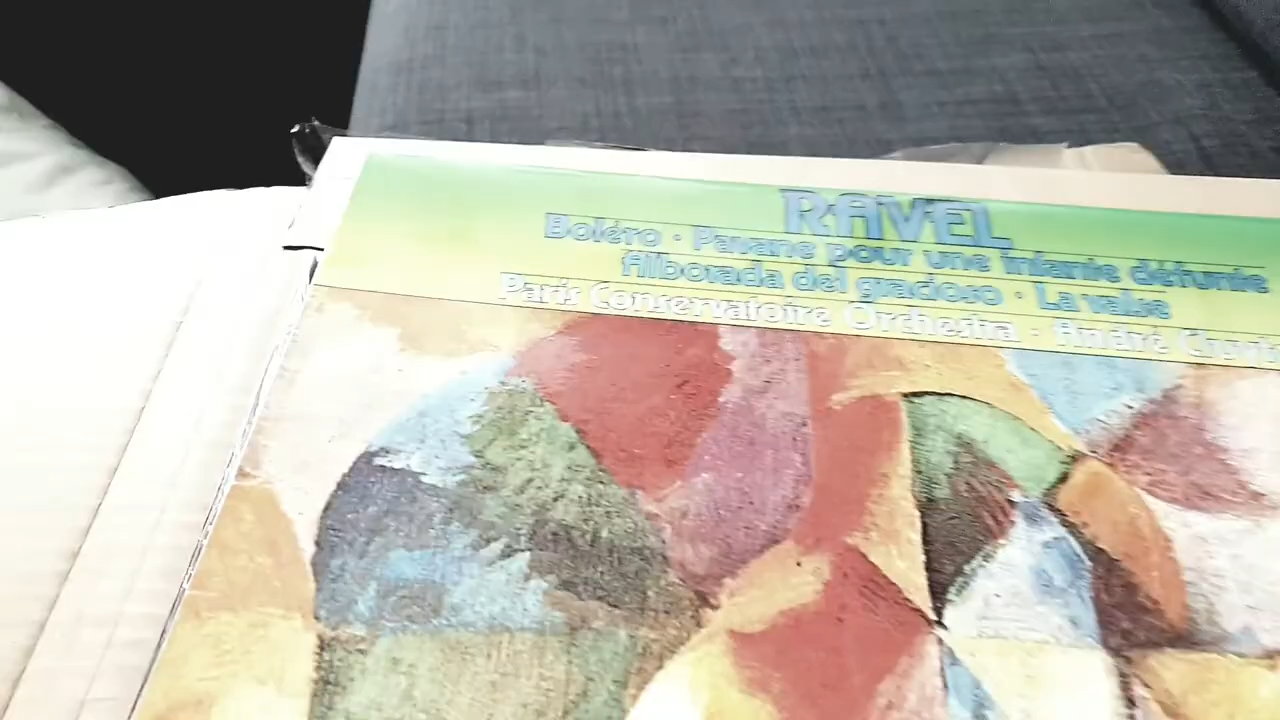 RAVEL
Boléro · Pavane pour une infante défunte
Alborada del gracioso · La valse
Paris Conservatoire Orchestra · André